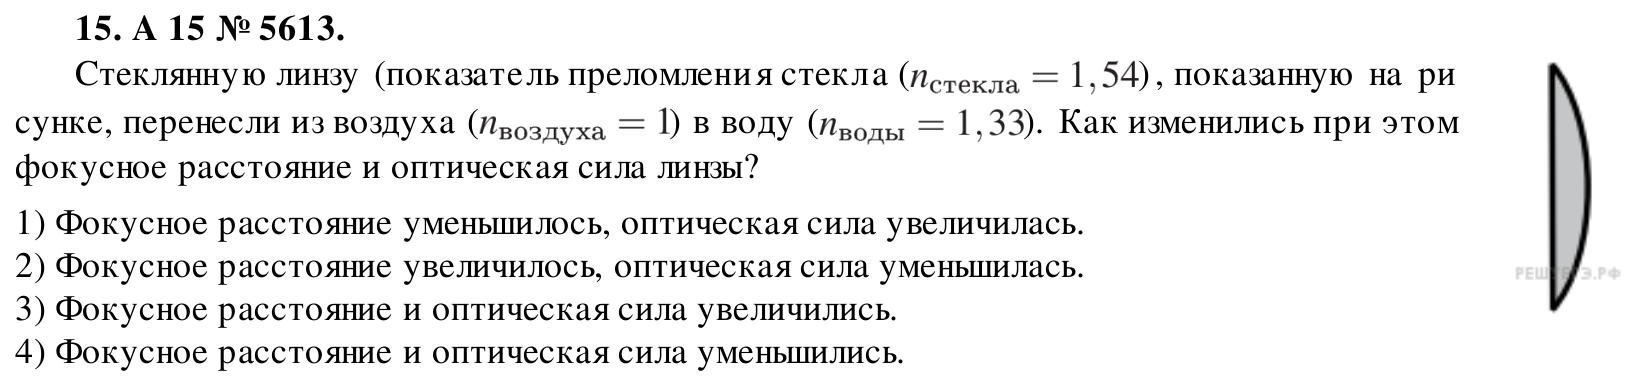 15. А 15 № 5613.
Стеклянную линзу (показатель преломления стекла (nстекла = 1,54), показанную на ри
сунке, перенесли из воздуха (nвоздуха = 1) в воду (nводы = 1,33). Как изменились при этом
фокусное расстояние и оптическая сила линзы?
1) Фокусное расстояние уменьшилось, оптическая сила увеличилась.
2) Фокусное расстояние увеличилось, оптическая сила уменьшилась.
3) Фокусное расстояние и оптическая сила увеличились.
4) Фокусное расстояние и оптическая сила уменьшились.